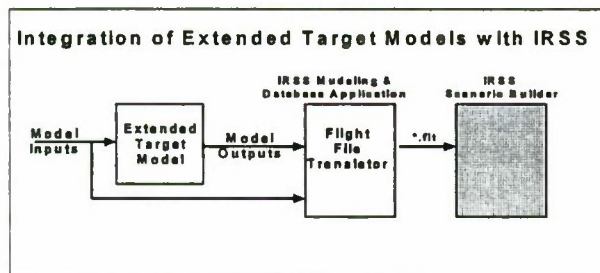 Integration of Extended Target Models with IRSS
IRSS Modeling &
Database Application
IRSS
Scenario Builder
Model
Inputs
Extended
Target
Model
Model
Outputs
Flight
File
Translator
*.flt